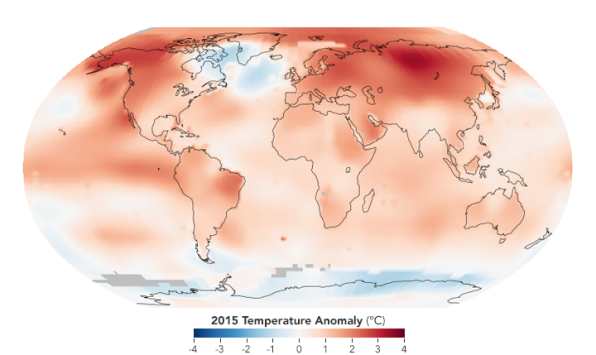 2015 Temperature Anomaly (°C)
-4 -3 -2 -1 0 1 2 3 4